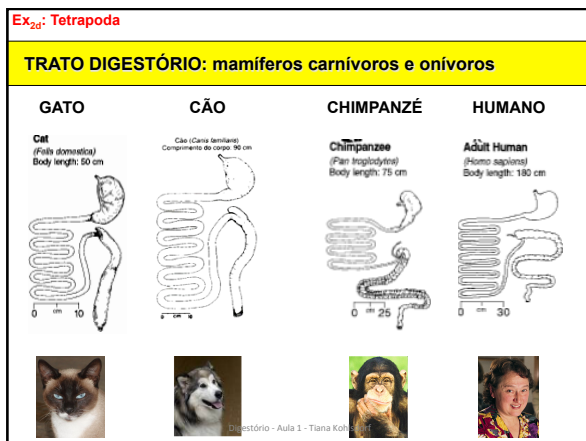 Ex2d: Tetrapoda
TRATO DIGESTÓRIO: mamíferos carnívoros e onívoros
GATO
CÃO
CHIMPANZÉ
HUMANO
Cat
(Felis domestica)
Body length: 50 cm
Cão (Canis familiaris)
Comprimento do corpo: 90 cm
Chimpanzee
(Pan troglodytes)
Body length: 75 cm
Adult Human
(Homo sapiens)
Body length: 180 cm
0 cm 10
0 cm
0 cm 25
0 cm 30
Digestório - Aula 1 - Tiana Kohlsdorf